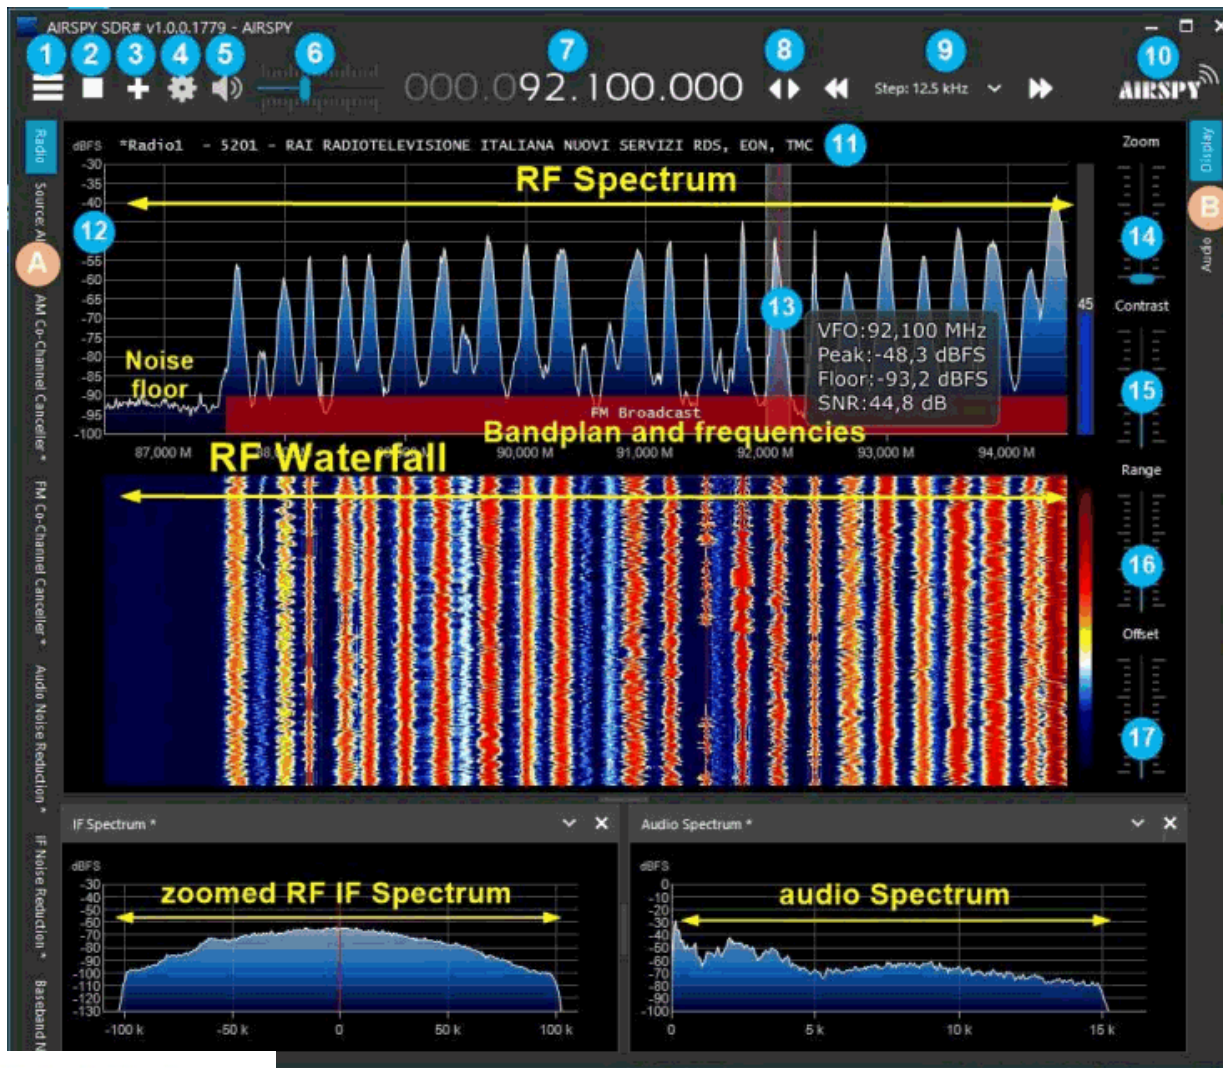 AIRSPY SDR# v1.0.0.1779 - AIRSPY
1 2 3 4 5 6 7 8 9 10
000.092.100.000
Step: 12.5 kHz
AIRSPY
Radio
Source:
A
AM Co-Channel Canceller *
FM Co-Channel Canceller *
Audio Noise Reduction *
IF Noise Reduction *
Baseband N
dBFS *Radio1 - 5201 - RAI RADIOTELEVISIONE ITALIANA NUOVI SERVIZI RDS, EON, TMC 11
-30
-35
-40
12
-55
-60
-65
-70
-75
-80
-85
-90
-95
-100
RF Spectrum
13
VFO:92,100 MHz
Peak:-48,3 dBFS
Floor:-93,2 dBFS
SNR:44,8 dB
Noise
floor
FM Broadcast
Bandplan and frequencies
87,000 M 90,000 M 91,000 M 92,000 M 93,000 M 94,000 M
RF Waterfall
45
Zoom
14
Contrast
15
Range
16
Offset
17
Display
B
Audio
IF Spectrum *
dBFS
-30
-40
-50
-60
-70
-80
-90
-100
-110
-120
-130
zoomed RF IF Spectrum
-100 k -50 k 0 50 k 100 k
Audio Spectrum *
dBFS
0
-10
-20
-30
-40
-50
-60
-70
-80
-90
-100
audio Spectrum
0 5 k 10 k 15 k